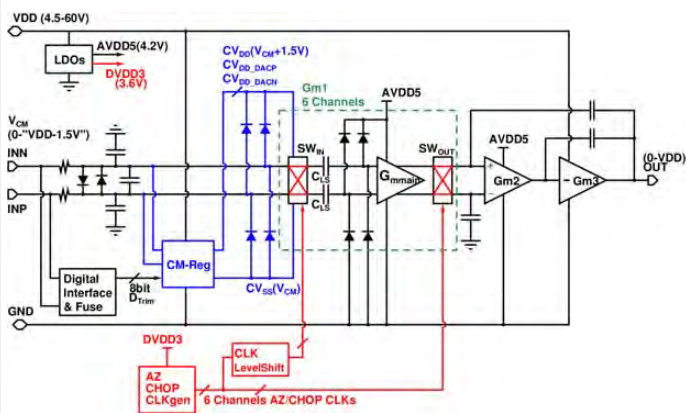 VDD (4.5-60V)
AVDD5(4.2V)
LDOs
DVDD3
(3.6V)
CVDD(VCM+1.5V)
CVDD_DACP
CVDD_DACN
Gm1
6 Channels
AVDD5
VCM
(0-"VDD-1.5V")
INN
INP
SWIN
CLS
CLS
Gmmain
SWOUT
AVDD5
+
-
Gm2
- Gm3
(0-VDD)
OUT
CM-Reg
Digital
Interface
& Fuse
8bit
DTrim
CVSS(VCM)
GND
DVDD3
AZ
CHOP
CLKgen
CLK
LevelShift
6 Channels AZ/CHOP CLKs